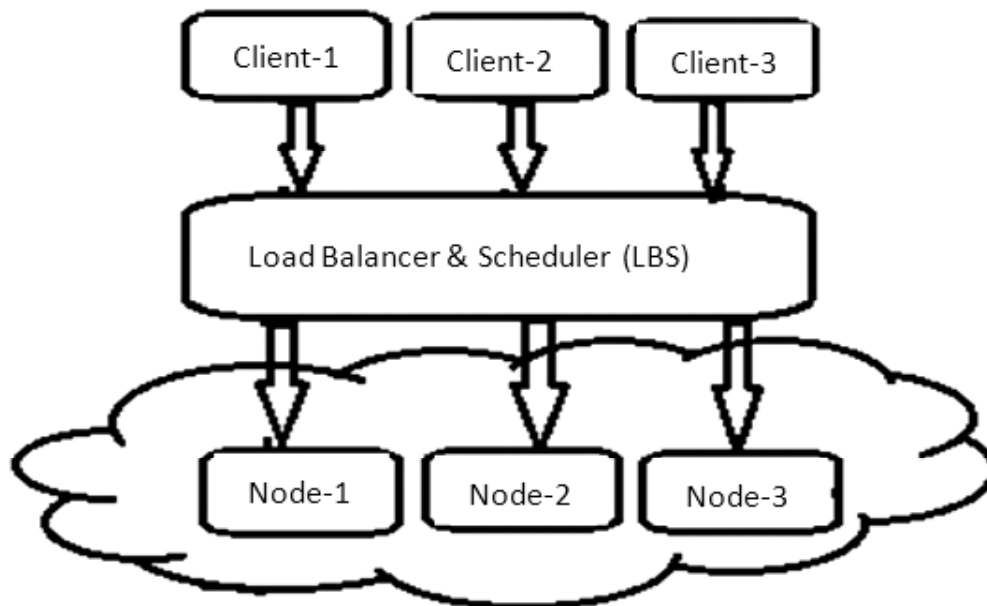 Client-1
Client-2
Client-3
Load Balancer & Scheduler (LBS)
Node-1
Node-2
Node-3